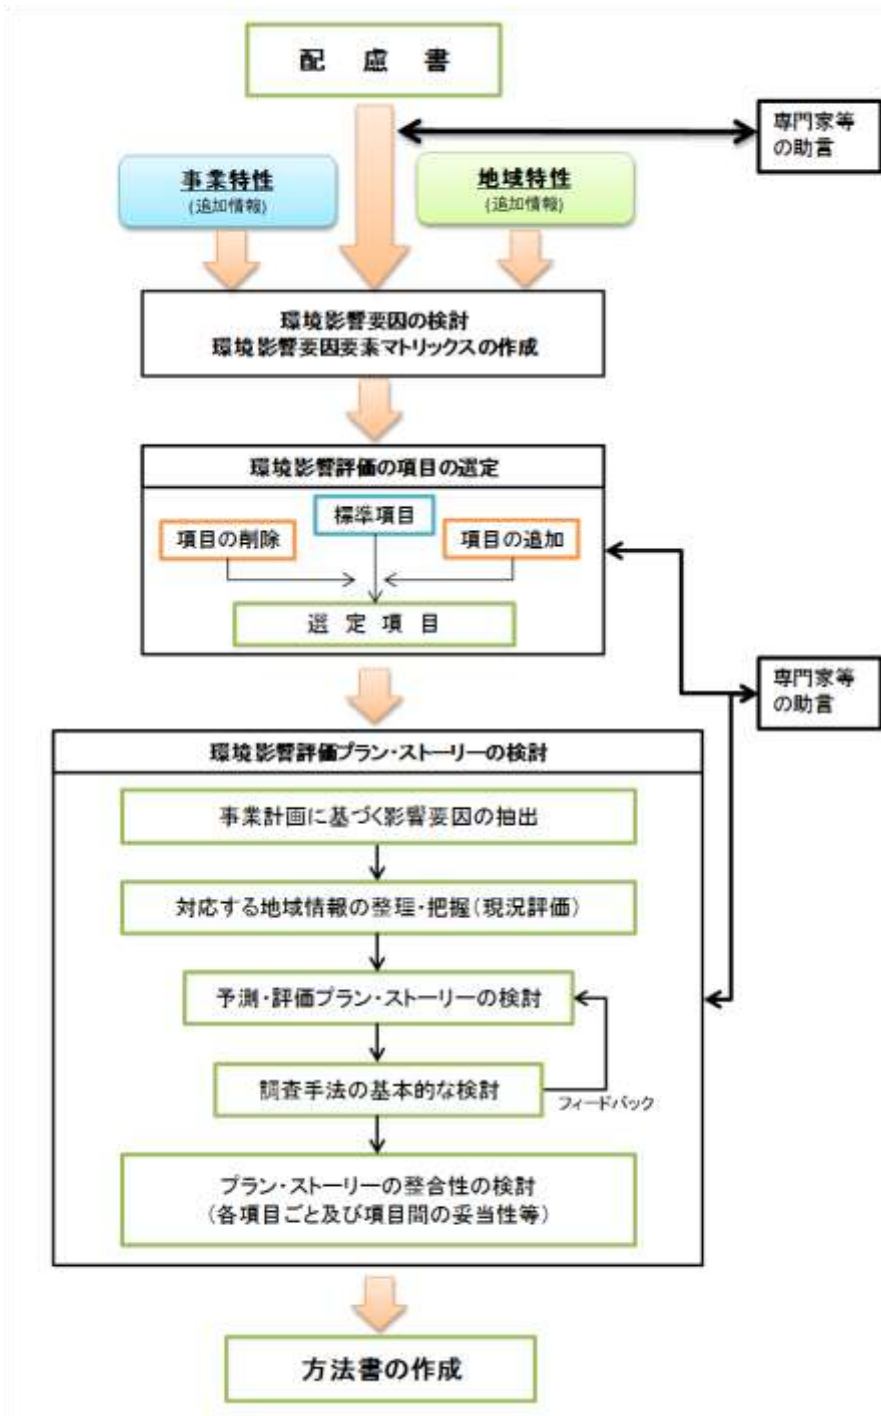 配 慮 書
専門家等
の助言
事業特性
(追加情報)
地域特性
(追加情報)
環境影響要因の検討
環境影響要因要素マトリックスの作成
環境影響評価の項目の選定
標準項目
項目の削除
項目の追加
選 定 項 目
専門家等
の助言
環境影響評価プラン・ストーリーの検討
事業計画に基づく影響要因の抽出
対応する地域情報の整理・把握(現況評価)
予測・評価プラン・ストーリーの検討
調査手法の基本的な検討
フィードバック
プラン・ストーリーの整合性の検討
(各項目ごと及び項目間の妥当性等)
方法書の作成